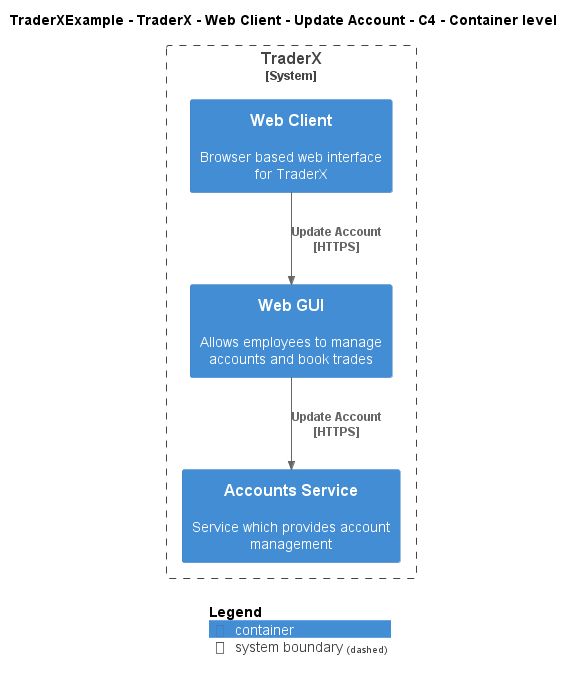 TraderXExample - TraderX - Web Client - Update Account - C4 - Container level
TraderX
[System]
Web Client
Browser based web interface
for TraderX
Update Account
[HTTPS]
Web GUI
Allows employees to manage
accounts and book trades
Update Account
[HTTPS]
Accounts Service
Service which provides account
management
Legend
container
system boundary (dashed)